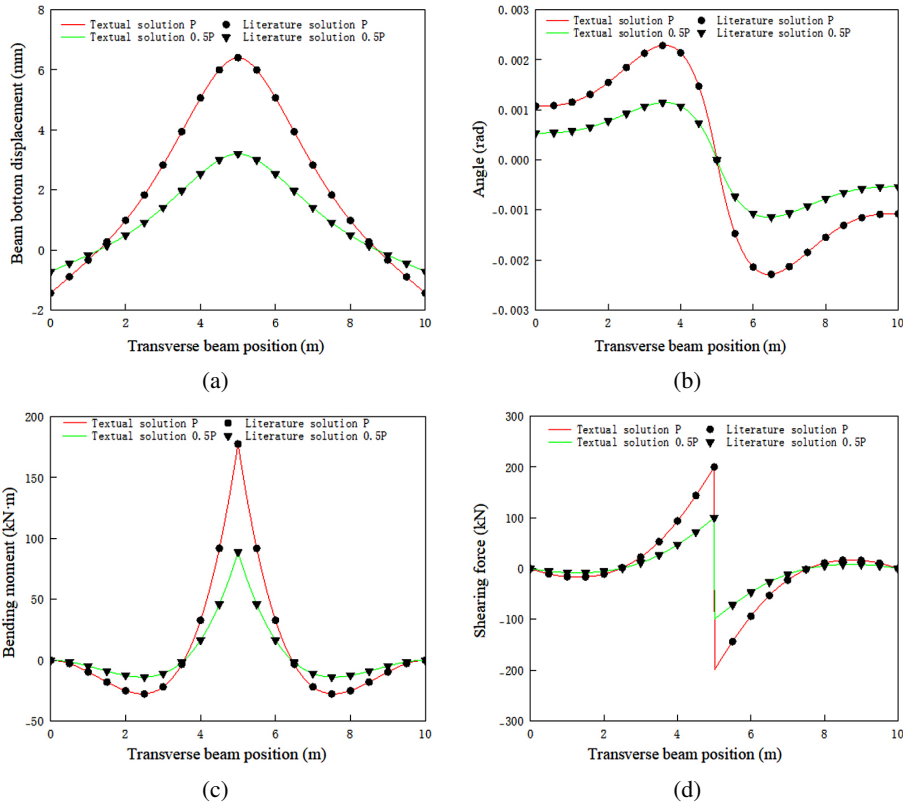 Textual solution P Literature solution P
Textual solution 0.5P Literature solution 0.5P
8
6
4
2
0
-2
0 2 4 6 8 10
Beam bottom displacement (mm)
Transverse beam position (m)
(a)
Textual solution P Literature solution P
Textual solution 0.5P Literature solution 0.5P
0.003
0.002
0.001
0.000
-0.001
-0.002
-0.003
0 2 4 6 8 10
Angle (rad)
Transverse beam position (m)
(b)
Textual solution P Literature solution P
Textual solution 0.5P Literature solution 0.5P
200
150
100
50
0
-50
0 2 4 6 8 10
Bending moment (kN·m)
Transverse beam position (m)
(c)
Textual solution P Literature solution P
Textual solution 0.5P Literature solution 0.5P
300
200
100
0
-100
-200
-300
0 2 4 6 8 10
Shearing force (kN)
Transverse beam position (m)
(d)